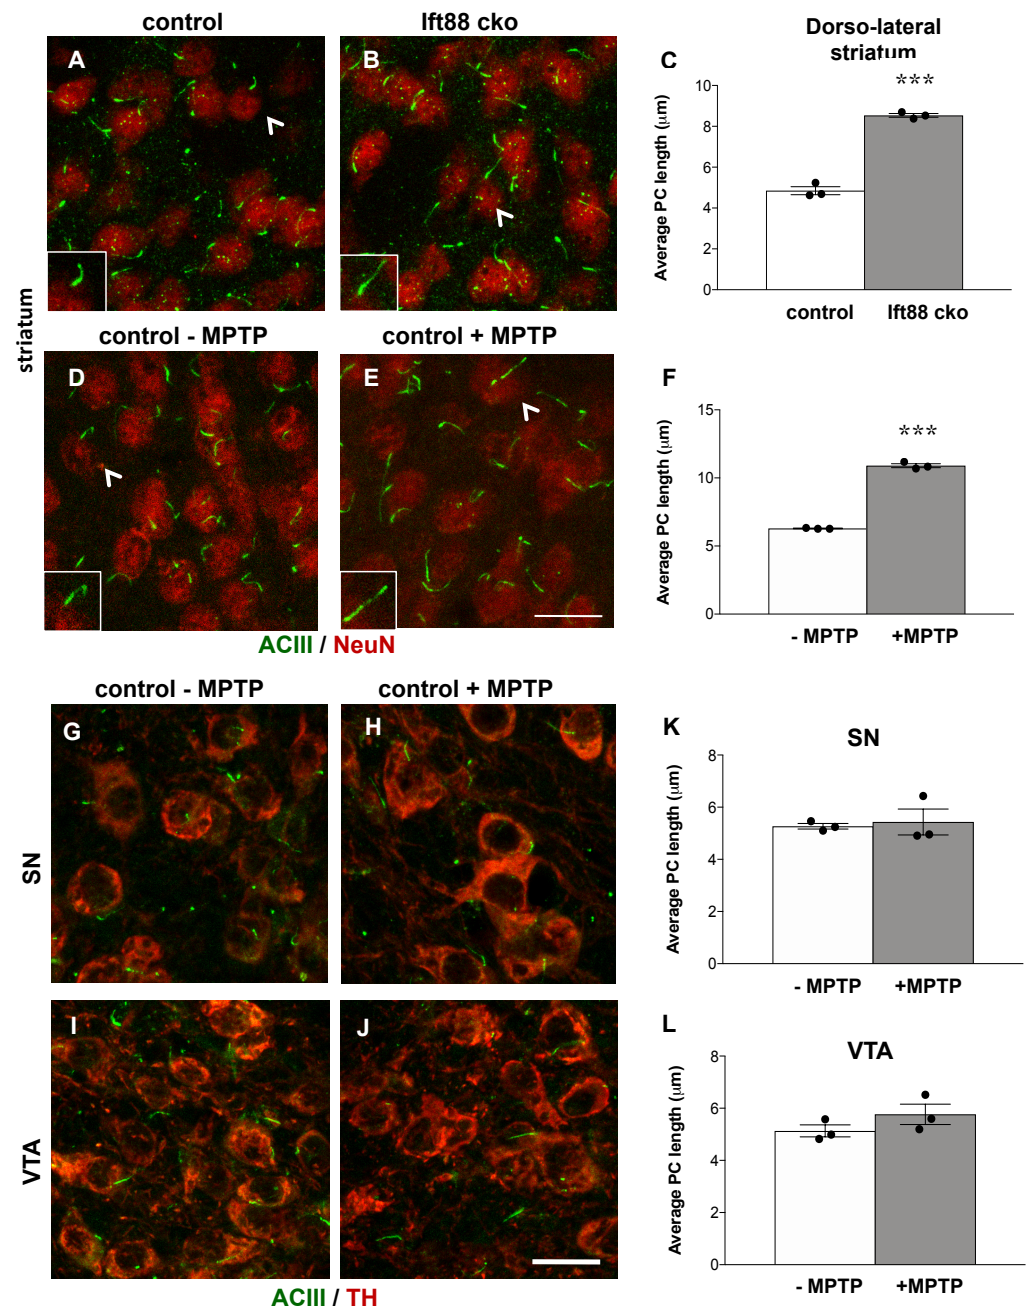 control
Ift88 cko
Dorso-lateral
striatum
A
B
C
***
Average PC length (μm)
10
8
6
4
2
0
control
Ift88 cko
striatum
control - MPTP
control + MPTP
D
E
F
***
Average PC length (μm)
15
10
5
0
- MPTP
+MPTP
ACIII / NeuN
control - MPTP
control + MPTP
SN
G
H
K
SN
Average PC length (μm)
8
6
4
2
0
- MPTP
+MPTP
VTA
I
J
L
VTA
Average PC length (μm)
8
6
4
2
0
- MPTP
+MPTP
ACIII / TH